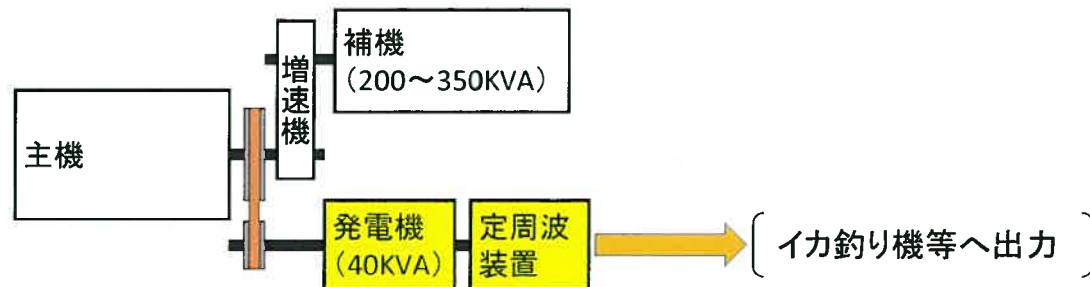 補機
(200～350KVA)
増速機
主機
発電機
(40KVA)
定周波
装置
イカ釣り機等へ出力